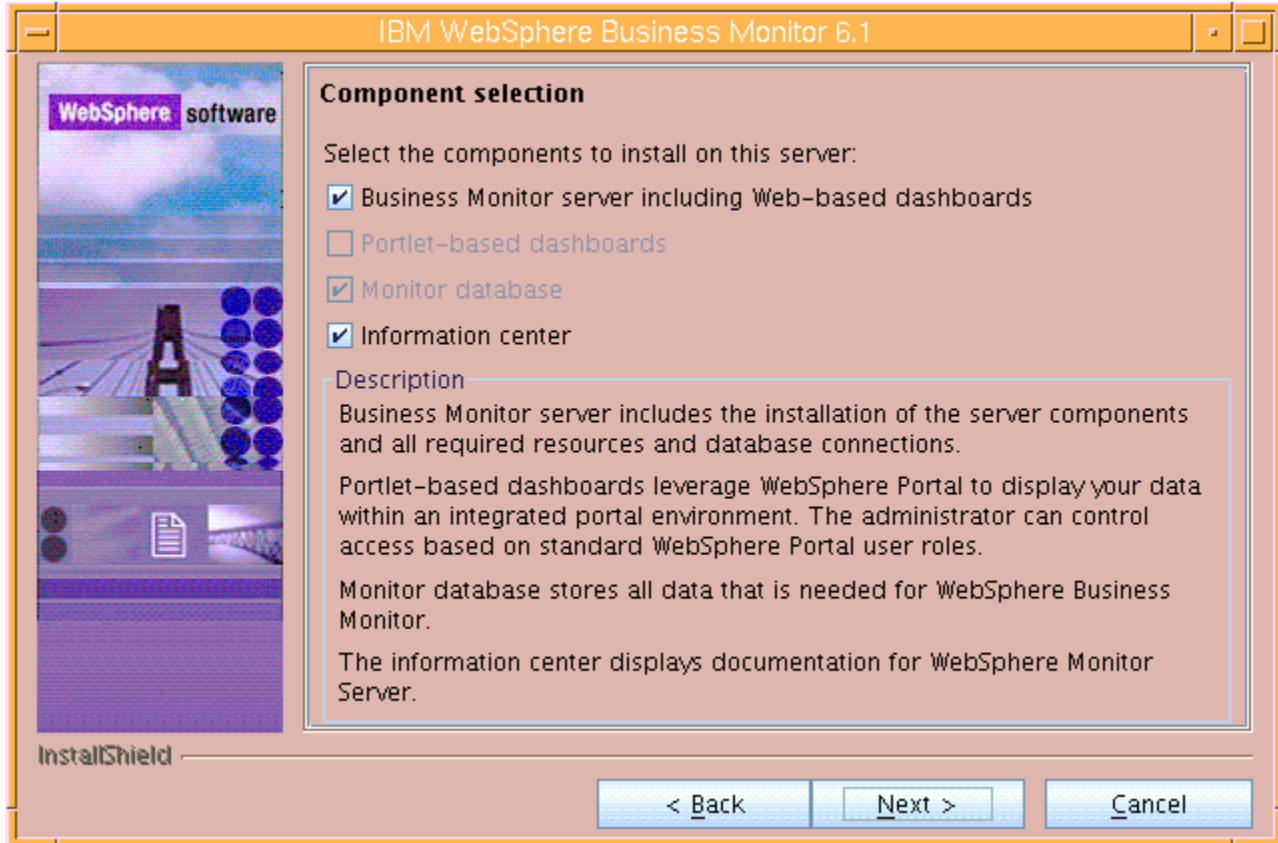 IBM WebSphere Business Monitor 6.1
WebSphere software
Component selection
Select the components to install on this server:
Business Monitor server including Web-based dashboards
Portlet-based dashboards
Monitor database
Information center
Description
Business Monitor server includes the installation of the server components
and all required resources and database connections.
Portlet-based dashboards leverage WebSphere Portal to display your data
within an integrated portal environment. The administrator can control
access based on standard WebSphere Portal user roles.
Monitor database stores all data that is needed for WebSphere Business
Monitor.
The information center displays documentation for WebSphere Monitor
Server.
InstallShield
< Back
Next >
Cancel